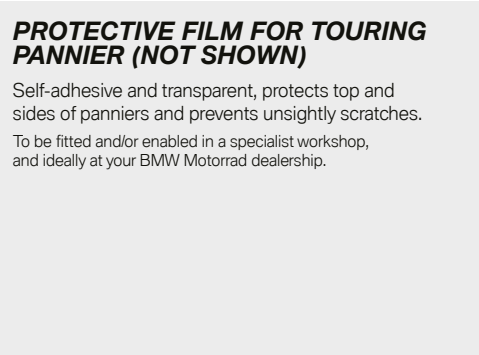 PROTECTIVE FILM FOR TOURING
PANNIER (NOT SHOWN)
Self-adhesive and transparent, protects top and
sides of panniers and prevents unsightly scratches.
To be fitted and/or enabled in a specialist workshop,
and ideally at your BMW Motorrad dealership.